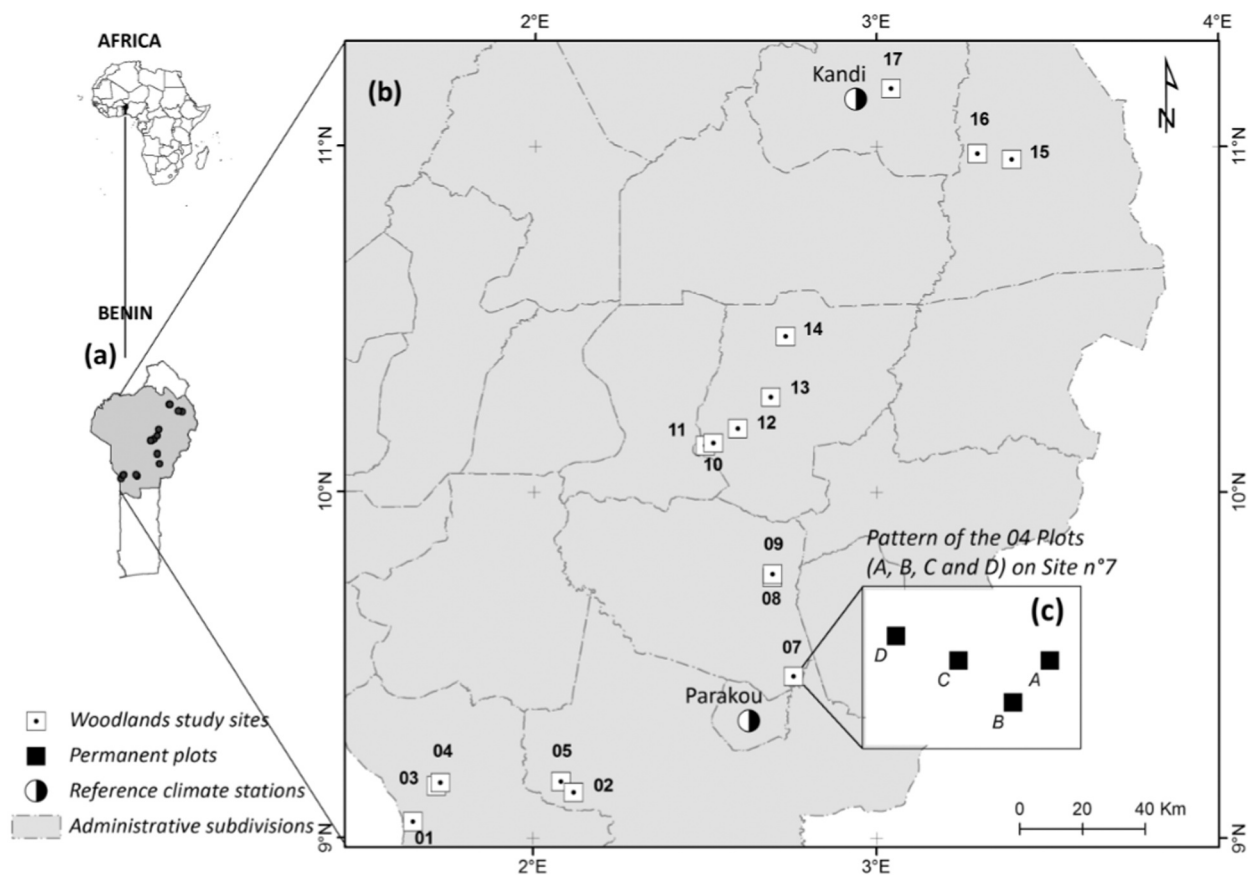 AFRICA
BENIN
(a)
2°E
3°E
4°E
(b)
17
Kandi
N
16
15
11°N
11°N
14
13
12
11
10
10°N
10°N
09
08
Pattern of the 04 Plots
(A, B, C and D) on Site n°7
(c)
D
C
A
B
07
Parakou
04
03
01
05
02
0 20 40 Km
9°N
9°N
2°E
3°E
Woodlands study sites
Permanent plots
Reference climate stations
Administrative subdivisions